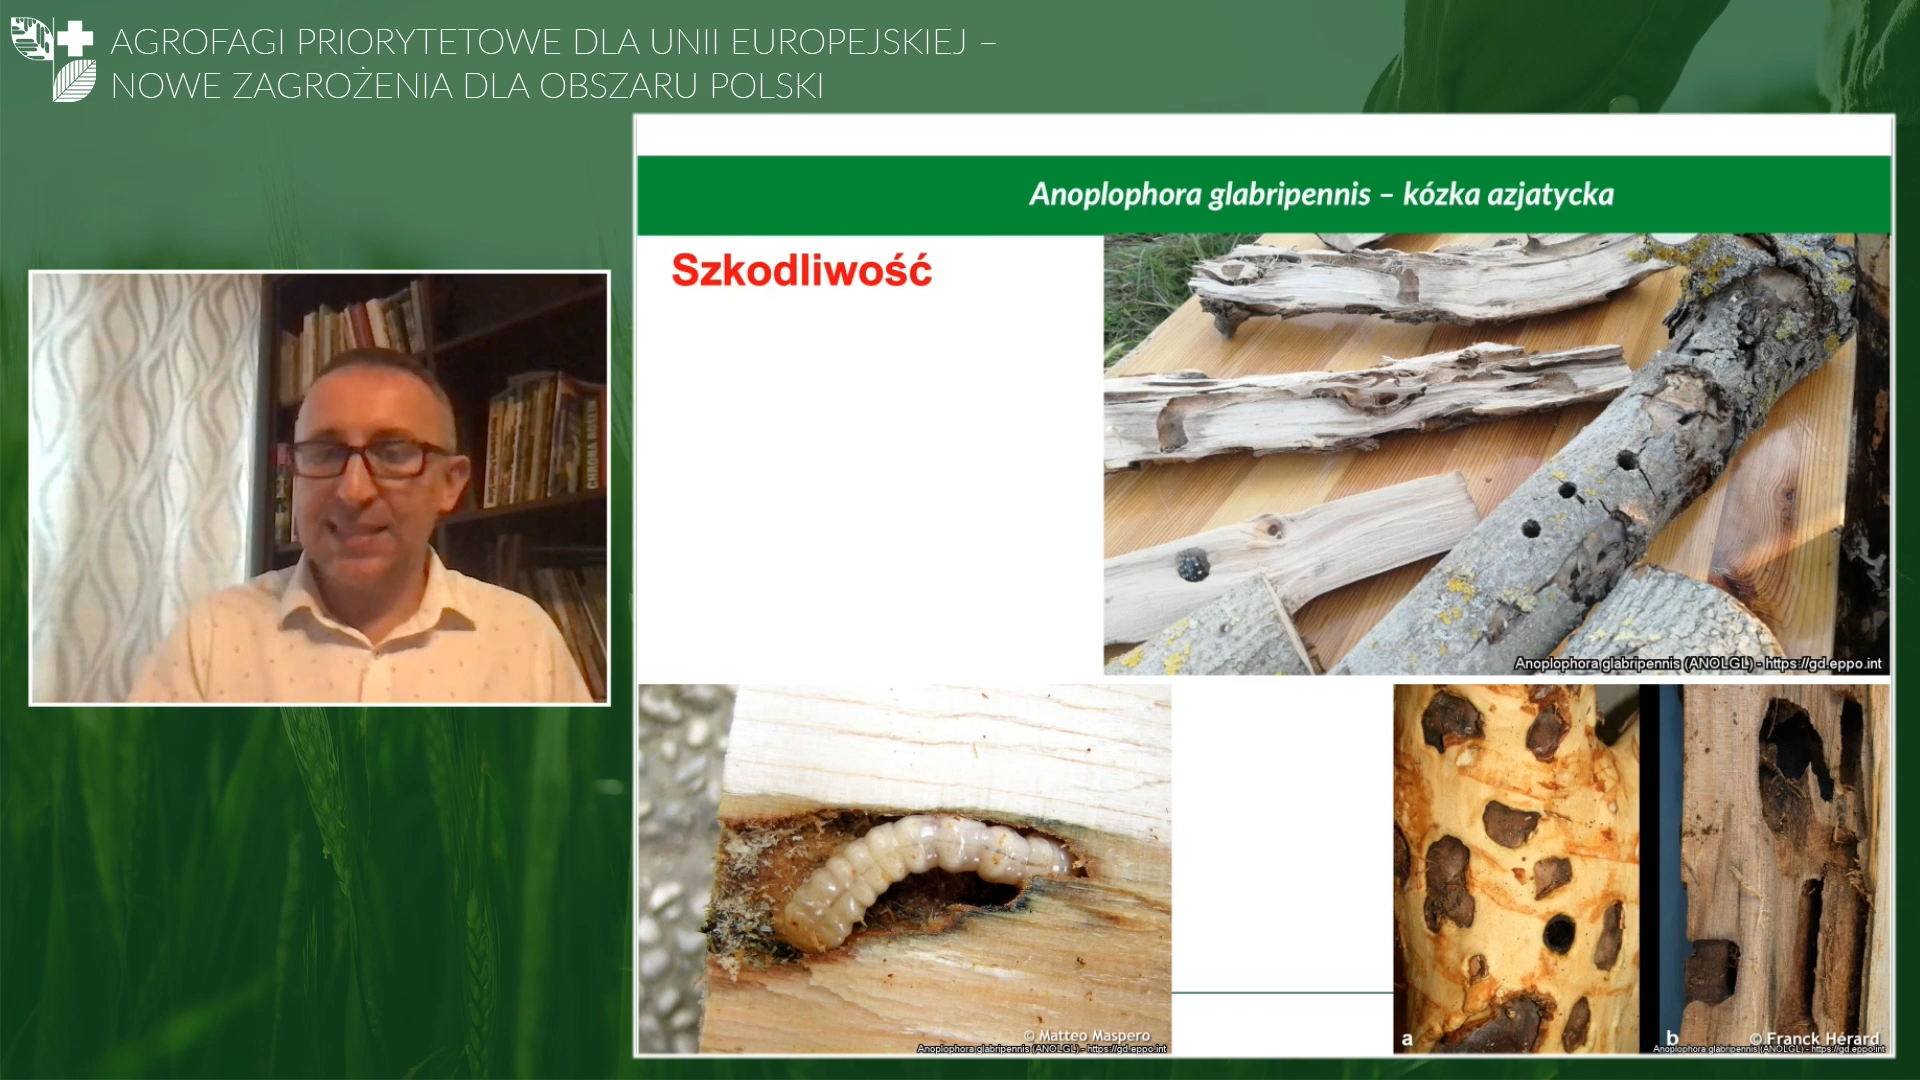 AGROFAGI PRIORYTETOWE DLA UNII EUROPEJSKIEJ –
NOWE ZAGROŻENIA DLA OBSZARU POLSKI
Anoplophora glabripennis – kózka azjatycka
Szkodliwość
CHROŃMY ROŚLIN
Anoplophora glabripennis (ANOLGL) - https://gd.eppo.int
© Matteo Maspero
Anoplophora glabripennis (ANOLGL) - https://gd.eppo.int
a
b
© Franck Hérard
Anoplophora glabripennis (ANOLGL) - https://gd.eppo.int